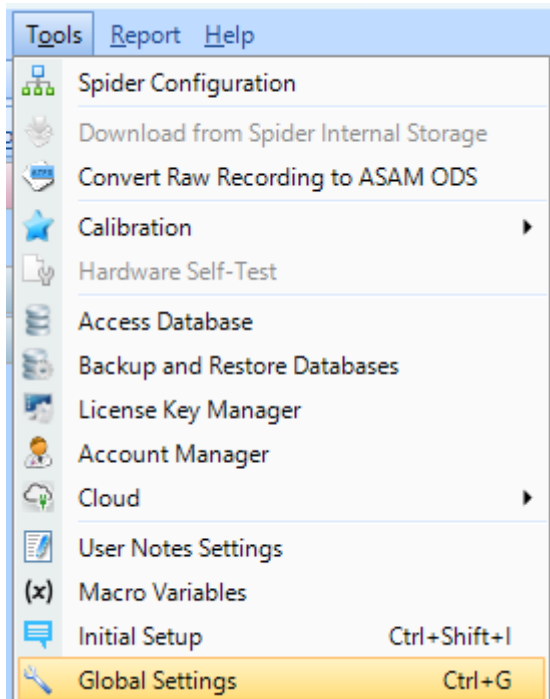 Tools Report Help
Spider Configuration
Download from Spider Internal Storage
Convert Raw Recording to ASAM ODS
Calibration
Hardware Self-Test
Access Database
Backup and Restore Databases
License Key Manager
Account Manager
Cloud
User Notes Settings
(x) Macro Variables
Initial Setup Ctrl+Shift+I
Global Settings Ctrl+G